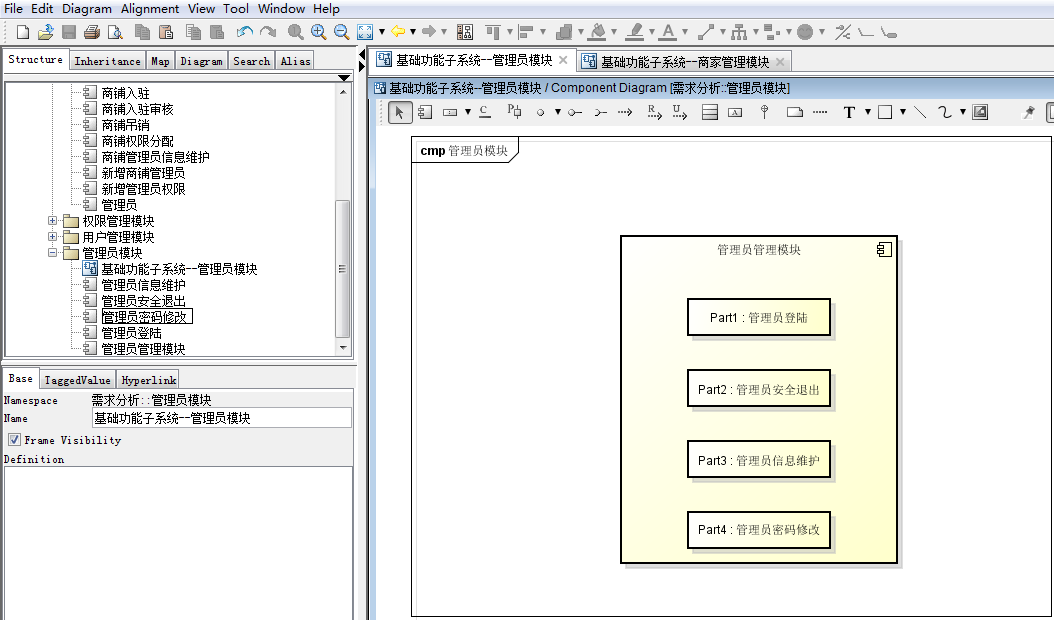 File Edit Diagram Alignment View Tool Window Help
Structure Inheritance Map Diagram Search Alias
商铺入驻
商铺入驻审核
商铺吊销
商铺权限分配
商铺管理员信息维护
新增商铺管理员
新增管理员权限
管理员
权限管理模块
用户管理模块
管理员模块
基础功能子系统--管理员模块
管理员信息维护
管理员安全退出
管理员密码修改
管理员登陆
管理员管理模块
Base TaggedValue Hyperlink
Namespace 需求分析::管理员模块
Name 基础功能子系统--管理员模块
Frame Visibility
Definition
基础功能子系统--管理员模块 基础功能子系统--商家管理模块
基础功能子系统--管理员模块 / Component Diagram [需求分析::管理员模块]
cmp 管理员模块
管理员管理模块
Part1 : 管理员登陆
Part2 : 管理员安全退出
Part3 : 管理员信息维护
Part4 : 管理员密码修改